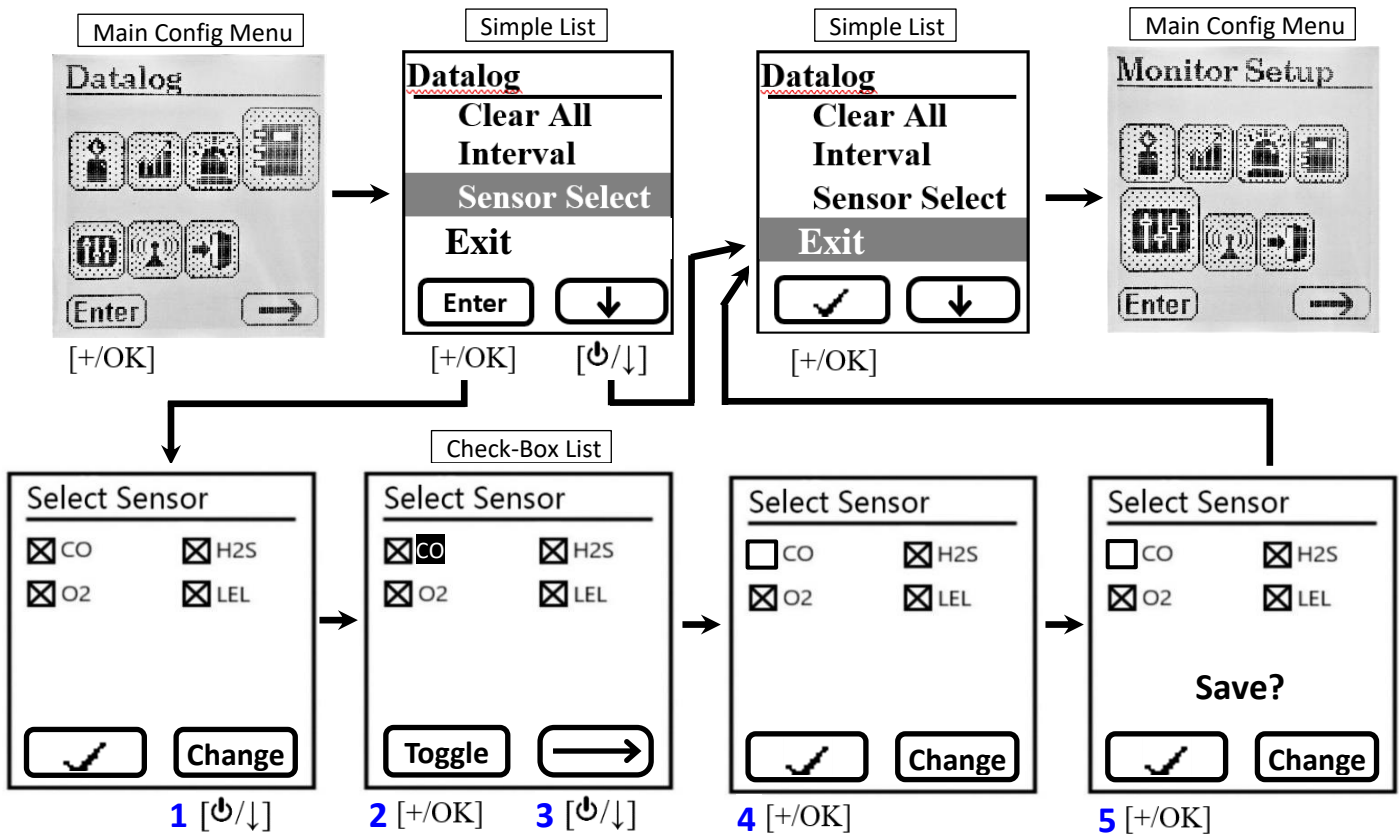 Main Config Menu
Datalog
Enter
[+/OK]
Simple List
Datalog
Clear All
Interval
Sensor Select
Exit
Enter
↓
[+/OK]
[⏻/↓]
Simple List
Datalog
Clear All
Interval
Sensor Select
Exit
✓
↓
[+/OK]
Main Config Menu
Monitor Setup
Enter
Select Sensor
☒ CO ☒ H2S
☒ O2 ☒ LEL
✓ Change
1 [⏻/↓]
Check-Box List
Select Sensor
☒ CO ☒ H2S
☒ O2 ☒ LEL
Toggle →
2 [+/OK] 3 [⏻/↓]
Select Sensor
☐ CO ☒ H2S
☒ O2 ☒ LEL
✓ Change
4 [+/OK]
Select Sensor
☐ CO ☒ H2S
☒ O2 ☒ LEL
Save?
✓ Change
5 [+/OK]